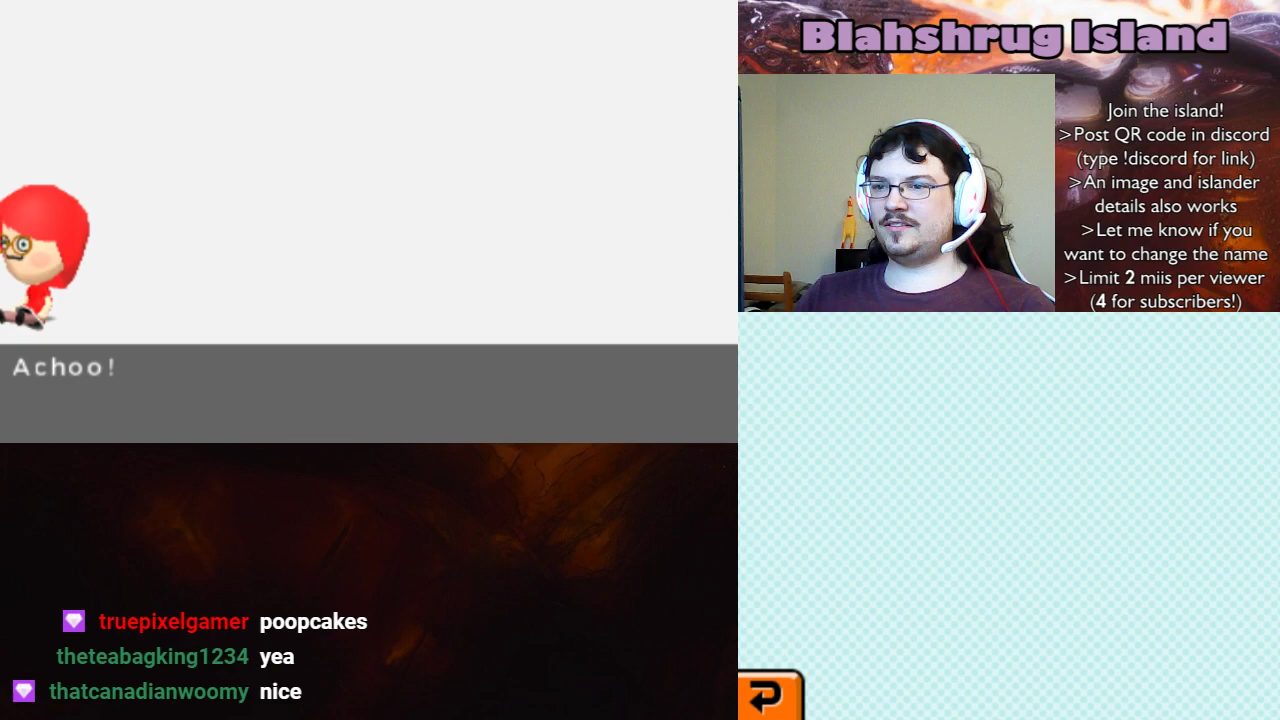 Blahshrug Island
Join the island!
>Post QR code in discord
(type !discord for link)
>An image and islander
details also works
>Let me know if you
want to change the name
>Limit 2 miis per viewer
(4 for subscribers!)
Achoo!
truepixelgamer poopcakes
theteabagking1234 yea
thatcanadianwoomy nice